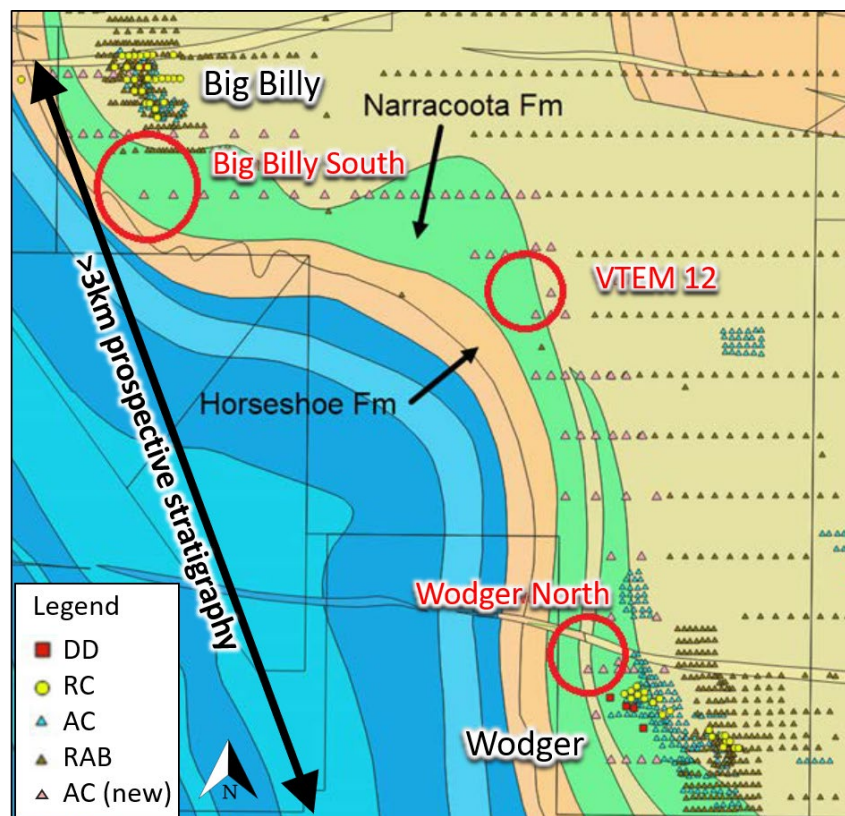 Big Billy
Narracoota Fm
Big Billy South
VTEM 12
>3km prospective stratigraphy
Horseshoe Fm
Wodger North
Wodger
Legend
DD
RC
AC
RAB
AC (new)
N